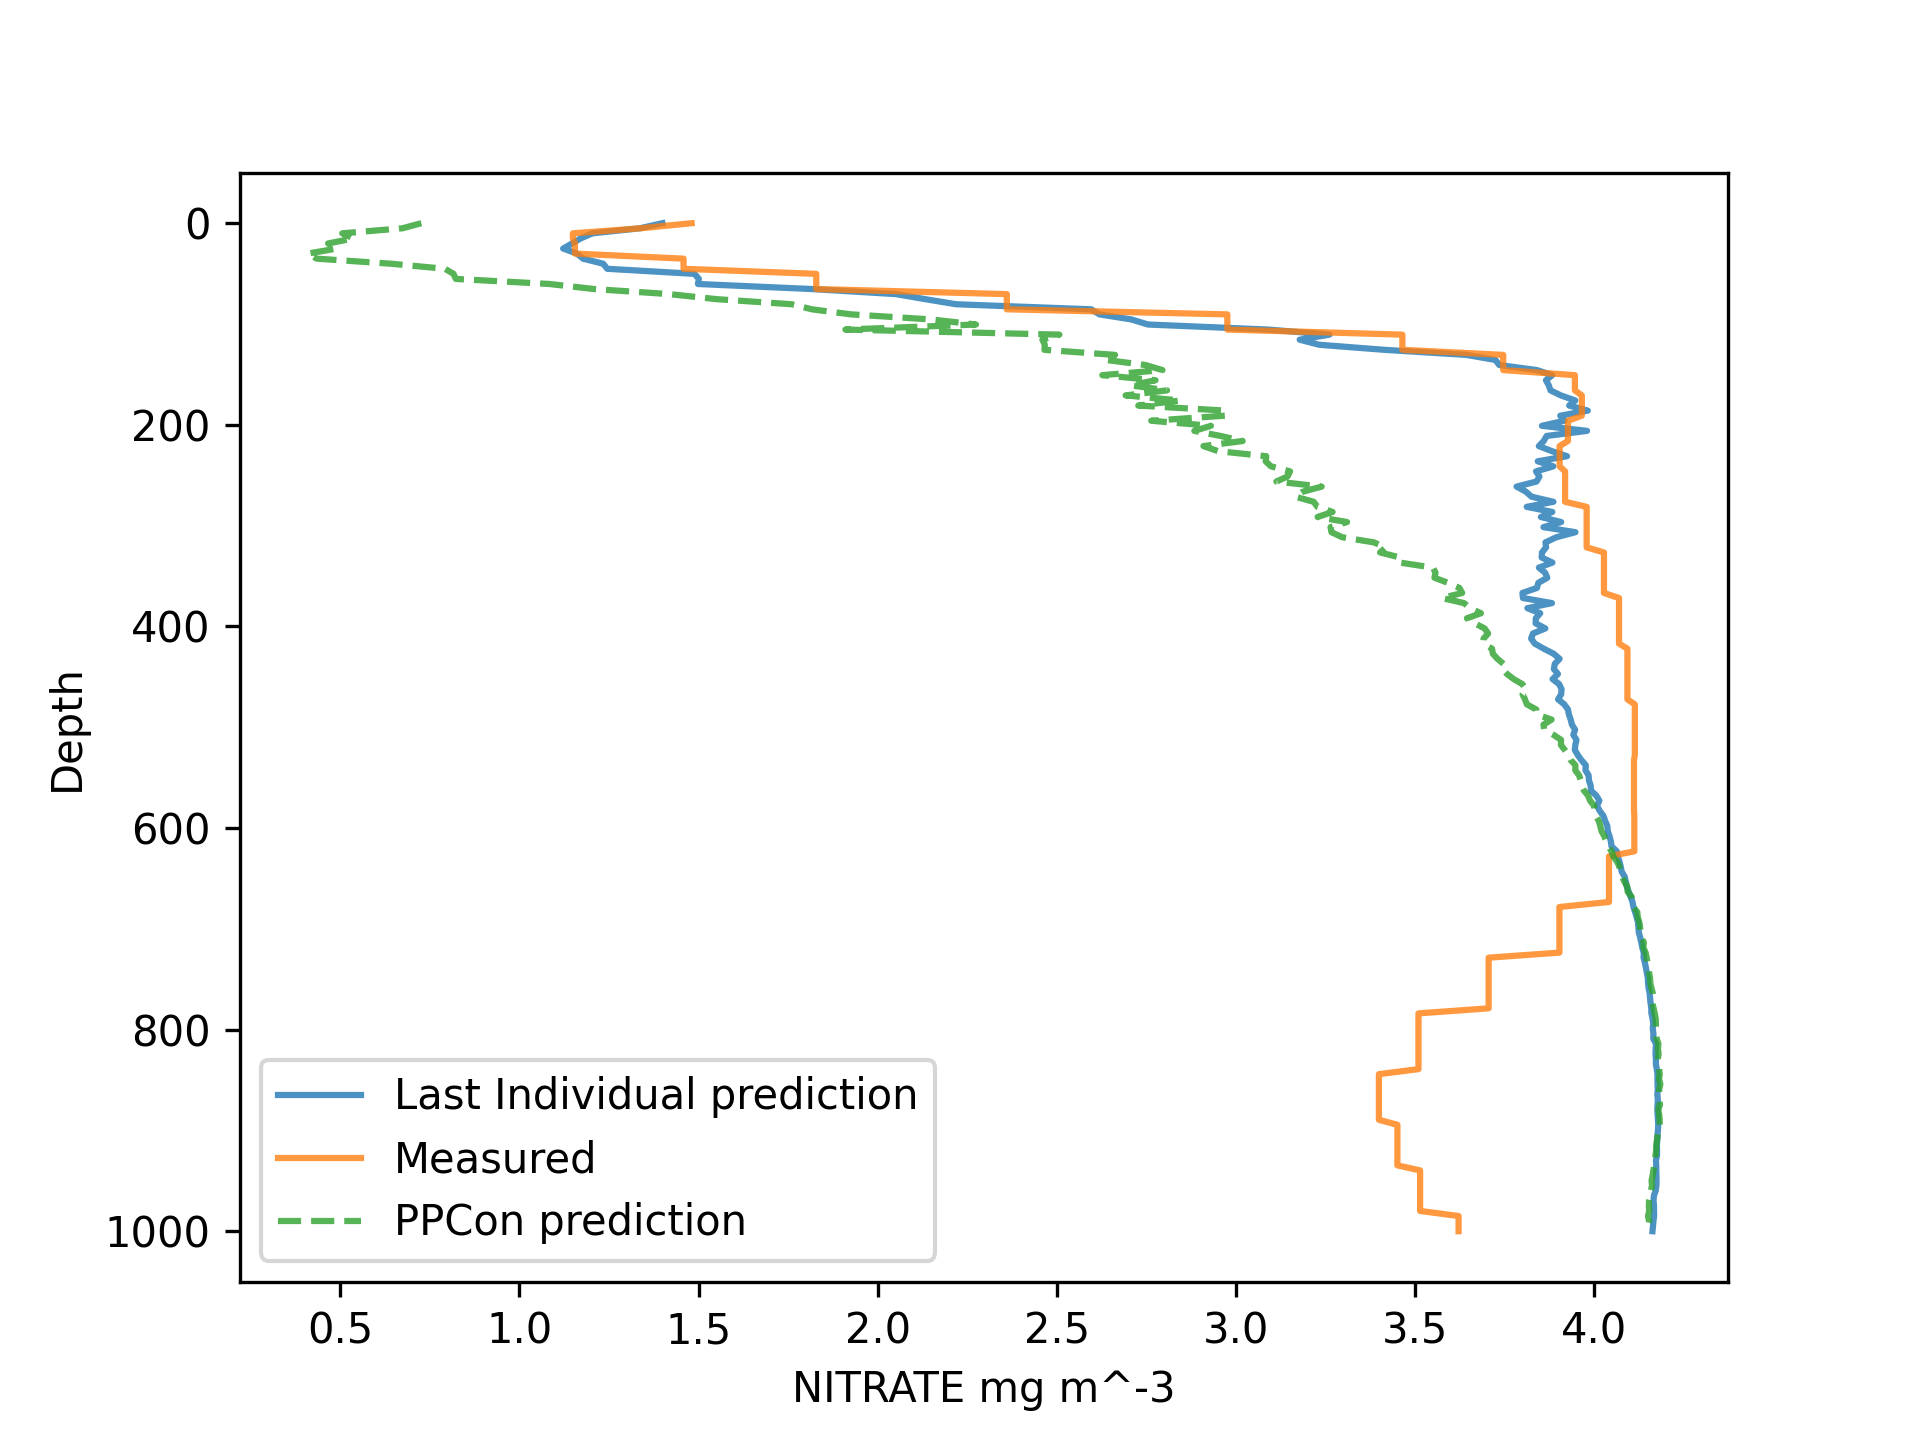 0
200
400
600
800
1000
Depth
Last Individual prediction
Measured
PPCon prediction
0.5 1.0 1.5 2.0 2.5 3.0 3.5 4.0
NITRATE mg m^-3